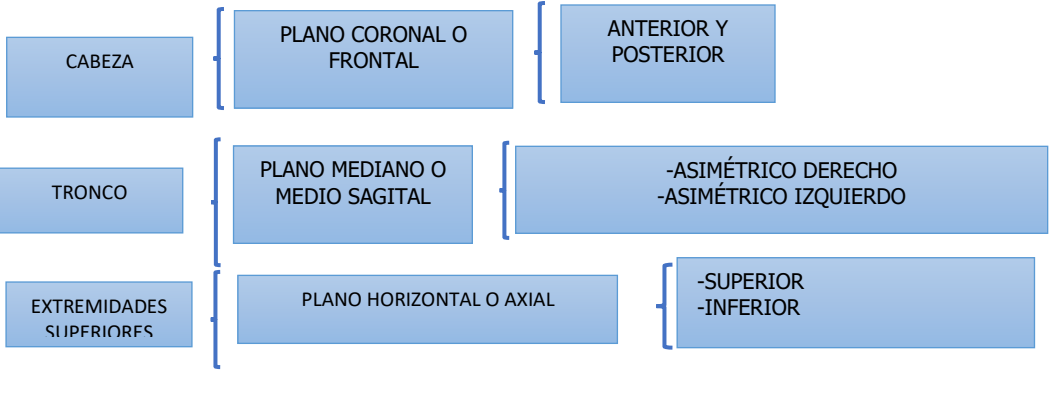 CABEZA
PLANO CORONAL O
FRONTAL
ANTERIOR Y
POSTERIOR
TRONCO
PLANO MEDIANO O
MEDIO SAGITAL
-ASIMÉTRICO DERECHO
-ASIMÉTRICO IZQUIERDO
EXTREMIDADES
SUPERIORES
PLANO HORIZONTAL O AXIAL
-SUPERIOR
-INFERIOR